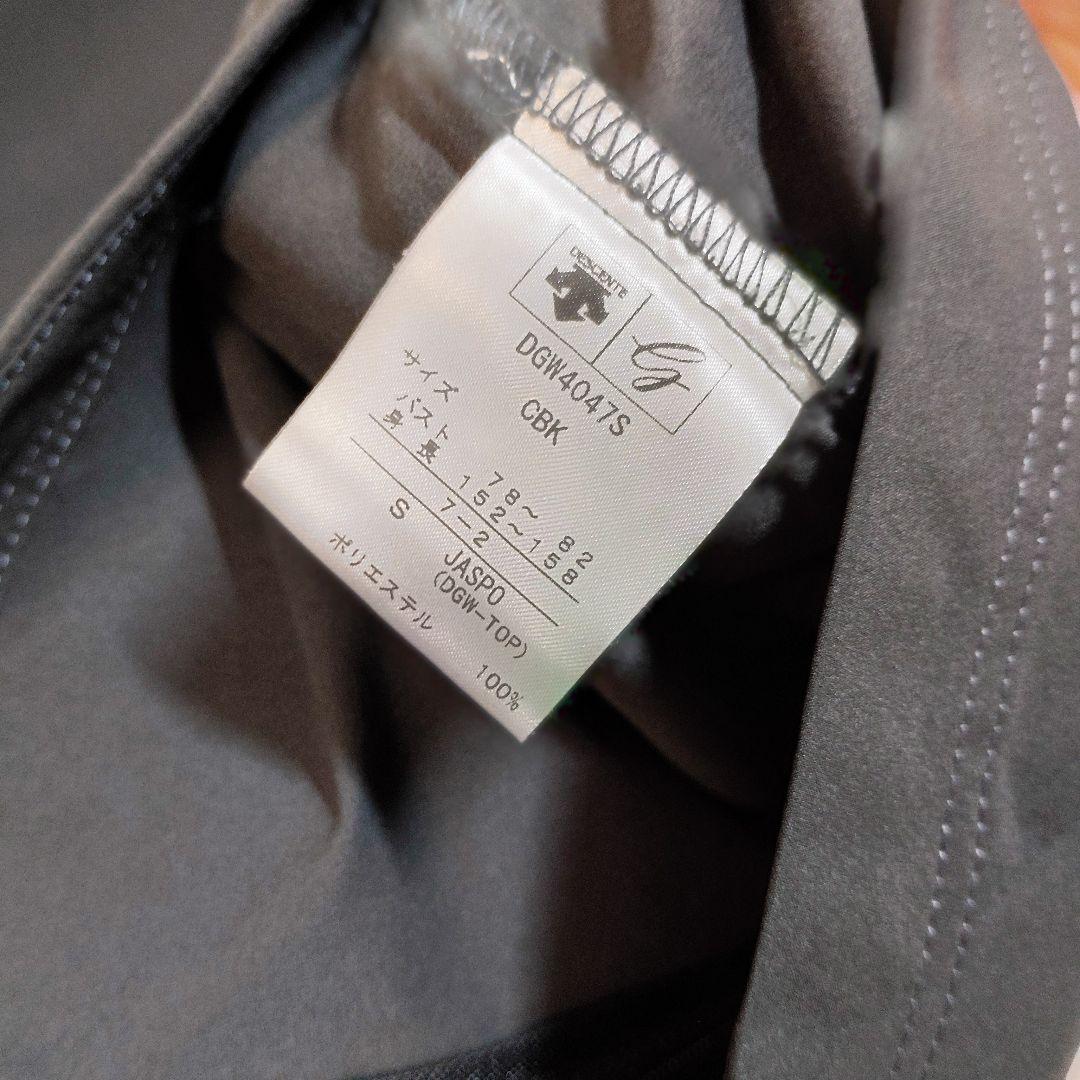 DESCENTE
G
DGW4047S
CBK
サイズ
バスト 78~ 82
身長 152~158
7-2
S JASPO
(DGW-TOP)
ポリエステル 100%